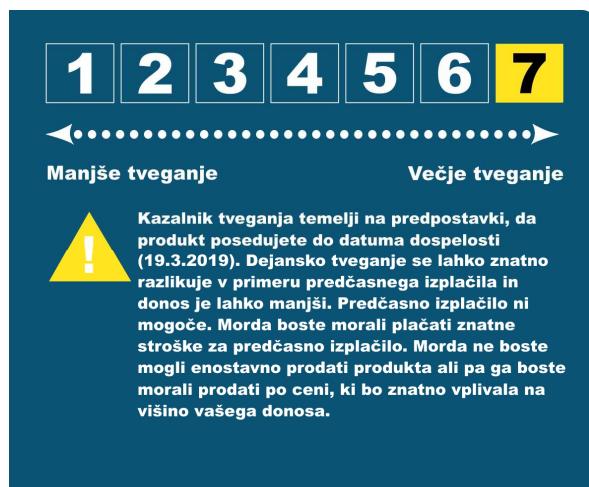 1 2 3 4 5 6 7
Manjše tveganje Večje tveganje
Kazalnik tveganja temelji na predpostavki, da
produkt posedujete do datuma dospelosti
(19.3.2019). Dejansko tveganje se lahko znatno
razlikuje v primeru predčasnega izplačila in
donos je lahko manjši. Predčasno izplačilo ni
mogoče. Morda boste morali plačati znatne
stroške za predčasno izplačilo. Morda ne boste
mogli enostavno prodati produkta ali pa ga boste
morali prodati po ceni, ki bo znatno vplivala na
višino vašega donosa.